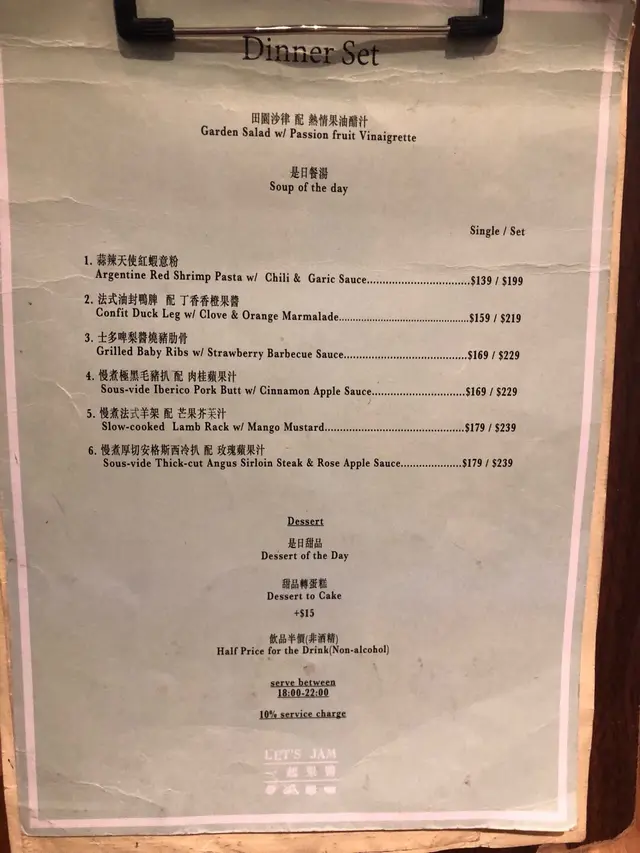 Dinner Set
田園沙律 配 熱情果油醋汁
Garden Salad w/ Passion fruit Vinaigrette
是日餐湯
Soup of the day
Single / Set
1. 蒜辣天使紅蝦意粉
Argentine Red Shrimp Pasta w/ Chili & Garic Sauce..............................$139 / $199
2. 法式油封鴨脾 配 丁香香橙果醬
Confit Duck Leg w/ Clove & Orange Marmalade.......................................$159 / $219
3. 士多啤梨醬燒豬肋骨
Grilled Baby Ribs w/ Strawberry Barbecue Sauce....................................$169 / $229
4. 慢煮極黑毛豬扒 配 肉桂蘋果汁
Sous-vide Iberico Pork Butt w/ Cinnamon Apple Sauce...........................$169 / $229
5. 慢煮法式羊架 配 芒果芥末汁
Slow-cooked Lamb Rack w/ Mango Mustard.........................................$179 / $239
6. 慢煮厚切安格斯西冷扒 配 玫瑰蘋果汁
Sous-vide Thick-cut Angus Sirloin Steak & Rose Apple Sauce..................$179 / $239
Dessert
是日甜品
Dessert of the Day
甜品轉蛋糕
Dessert to Cake
+$15
飲品半價(非酒精)
Half Price for the Drink(Non-alcohol)
serve between
18:00-22:00
10% service charge
LET'S JAM